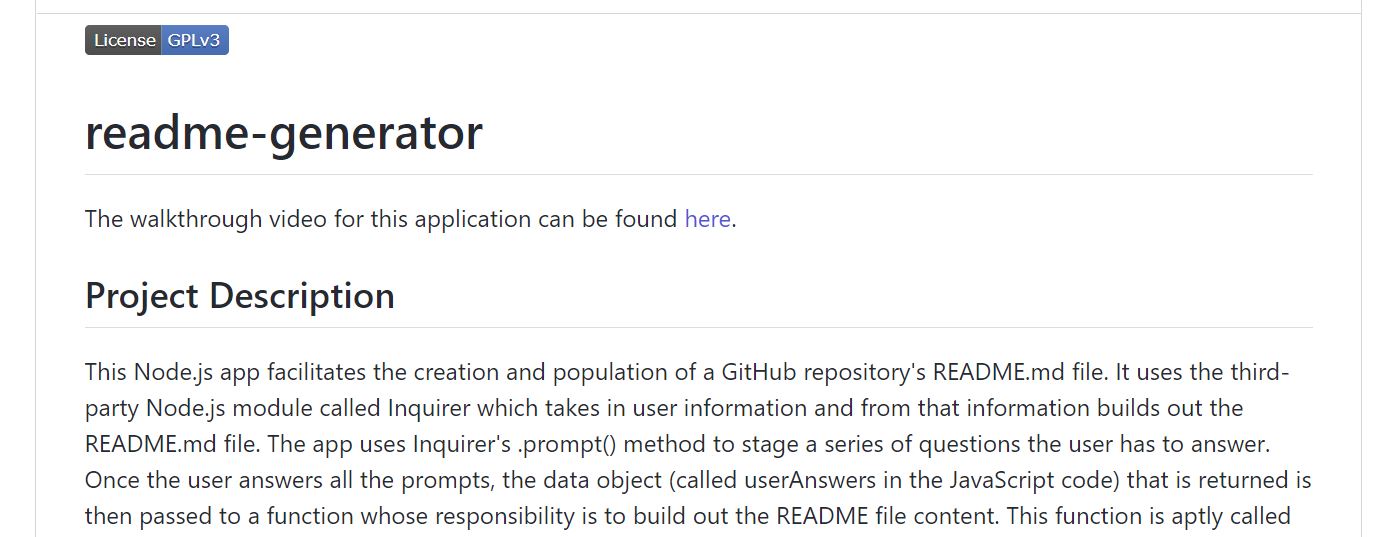 License GPLv3
readme-generator
The walkthrough video for this application can be found here.
Project Description
This Node.js app facilitates the creation and population of a GitHub repository's README.md file. It uses the third-
party Node.js module called Inquirer which takes in user information and from that information builds out the
README.md file. The app uses Inquirer's .prompt() method to stage a series of questions the user has to answer.
Once the user answers all the prompts, the data object (called userAnswers in the JavaScript code) that is returned is
then passed to a function whose responsibility is to build out the README file content. This function is aptly called